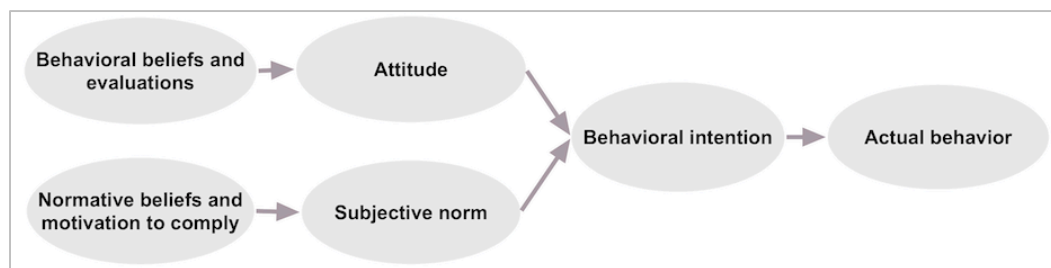 Behavioral beliefs and
evaluations
Attitude
Behavioral intention
Actual behavior
Normative beliefs and
motivation to comply
Subjective norm